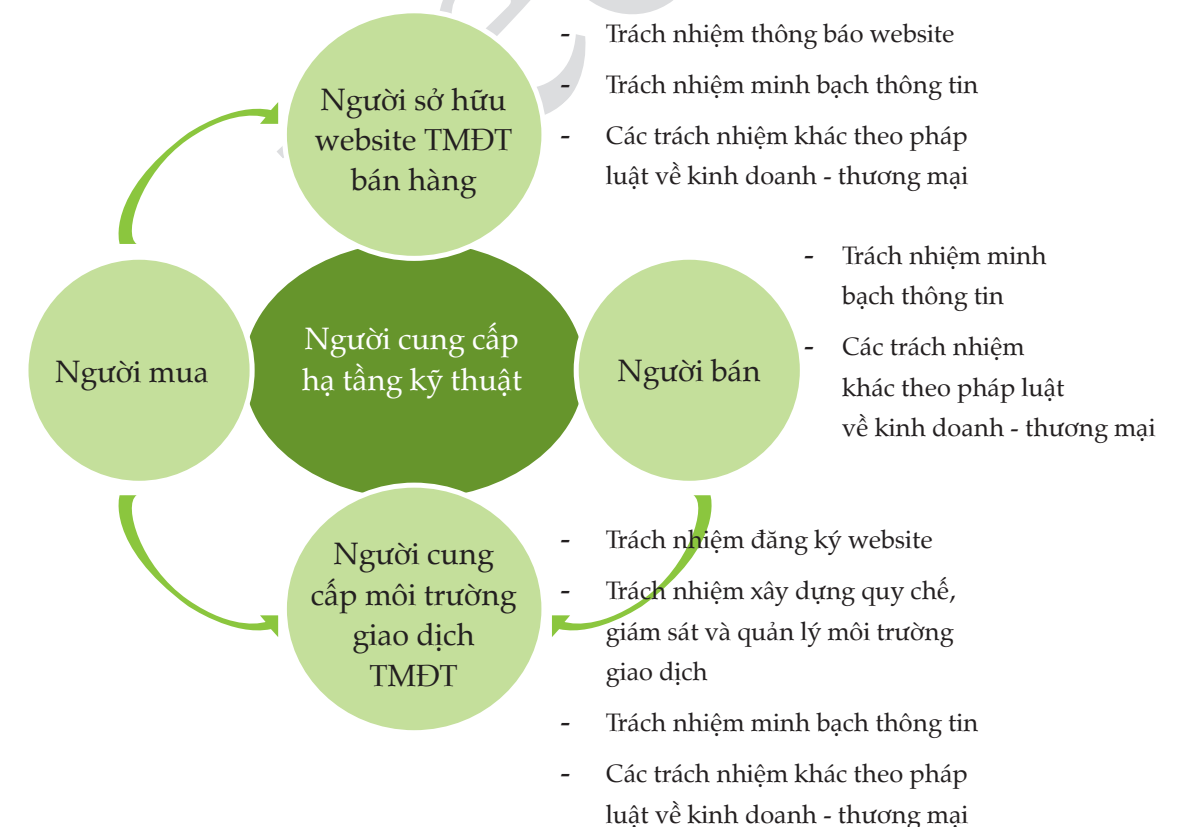 Người sở hữu
website TMĐT
bán hàng
- Trách nhiệm thông báo website
- Trách nhiệm minh bạch thông tin
- Các trách nhiệm khác theo pháp
luật về kinh doanh - thương mại
Người mua
Người cung cấp
hạ tầng kỹ thuật
Người bán
- Trách nhiệm minh
bạch thông tin
- Các trách nhiệm
khác theo pháp luật
về kinh doanh - thương mại
Người cung
cấp môi trường
giao dịch
TMĐT
- Trách nhiệm đăng ký website
- Trách nhiệm xây dựng quy chế,
giám sát và quản lý môi trường
giao dịch
- Trách nhiệm minh bạch thông tin
- Các trách nhiệm khác theo pháp
luật về kinh doanh - thương mại